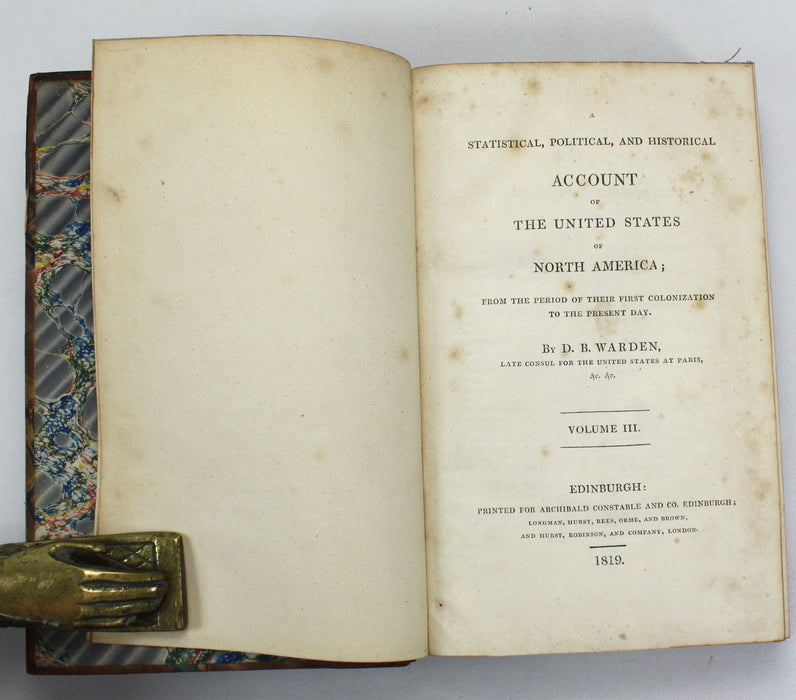 A
STATISTICAL, POLITICAL, AND HISTORICAL
ACCOUNT
OF
THE UNITED STATES
OF
NORTH AMERICA;
FROM THE PERIOD OF THEIR FIRST COLONIZATION
TO THE PRESENT DAY.
BY D. B. WARDEN,
LATE CONSUL FOR THE UNITED STATES AT PARIS,
&c. &c.
VOLUME III.
EDINBURGH:
PRINTED FOR ARCHIBALD CONSTABLE AND CO. EDINBURGH;
LONGMAN, HURST, REES, ORME, AND BROWN,
AND HURST, ROBINSON, AND COMPANY, LONDON.
1819.